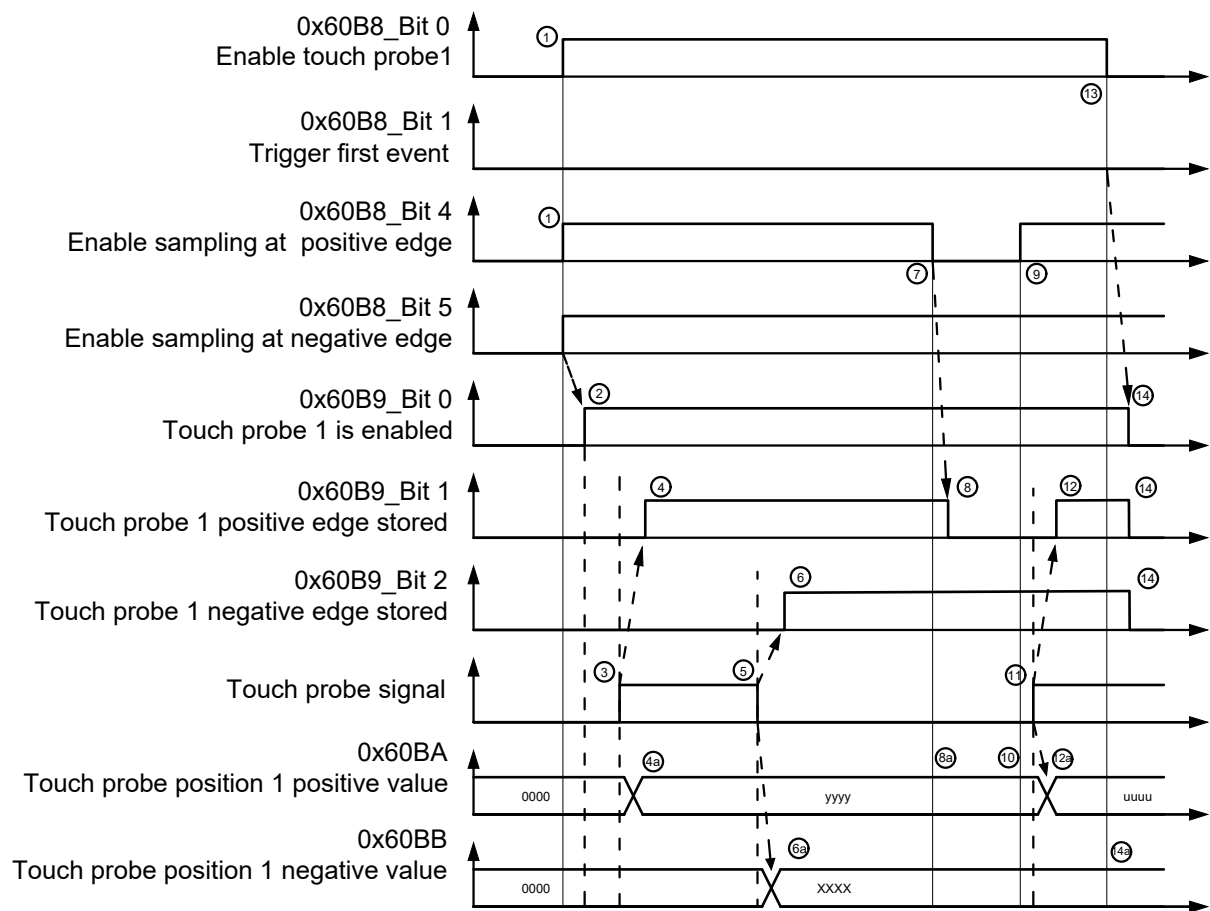 0x60B8_Bit 0
Enable touch probe1
1
13
0x60B8_Bit 1
Trigger first event
0x60B8_Bit 4
Enable sampling at positive edge
1
7
9
0x60B8_Bit 5
Enable sampling at negative edge
0x60B9_Bit 0
Touch probe 1 is enabled
2
14
0x60B9_Bit 1
Touch probe 1 positive edge stored
4
8
12
14
0x60B9_Bit 2
Touch probe 1 negative edge stored
6
14
Touch probe signal
3
5
11
0x60BA
Touch probe position 1 positive value
4a
8a
10
12a
0000
yyyy
uuuu
0x60BB
Touch probe position 1 negative value
6a
14a
0000
XXXX